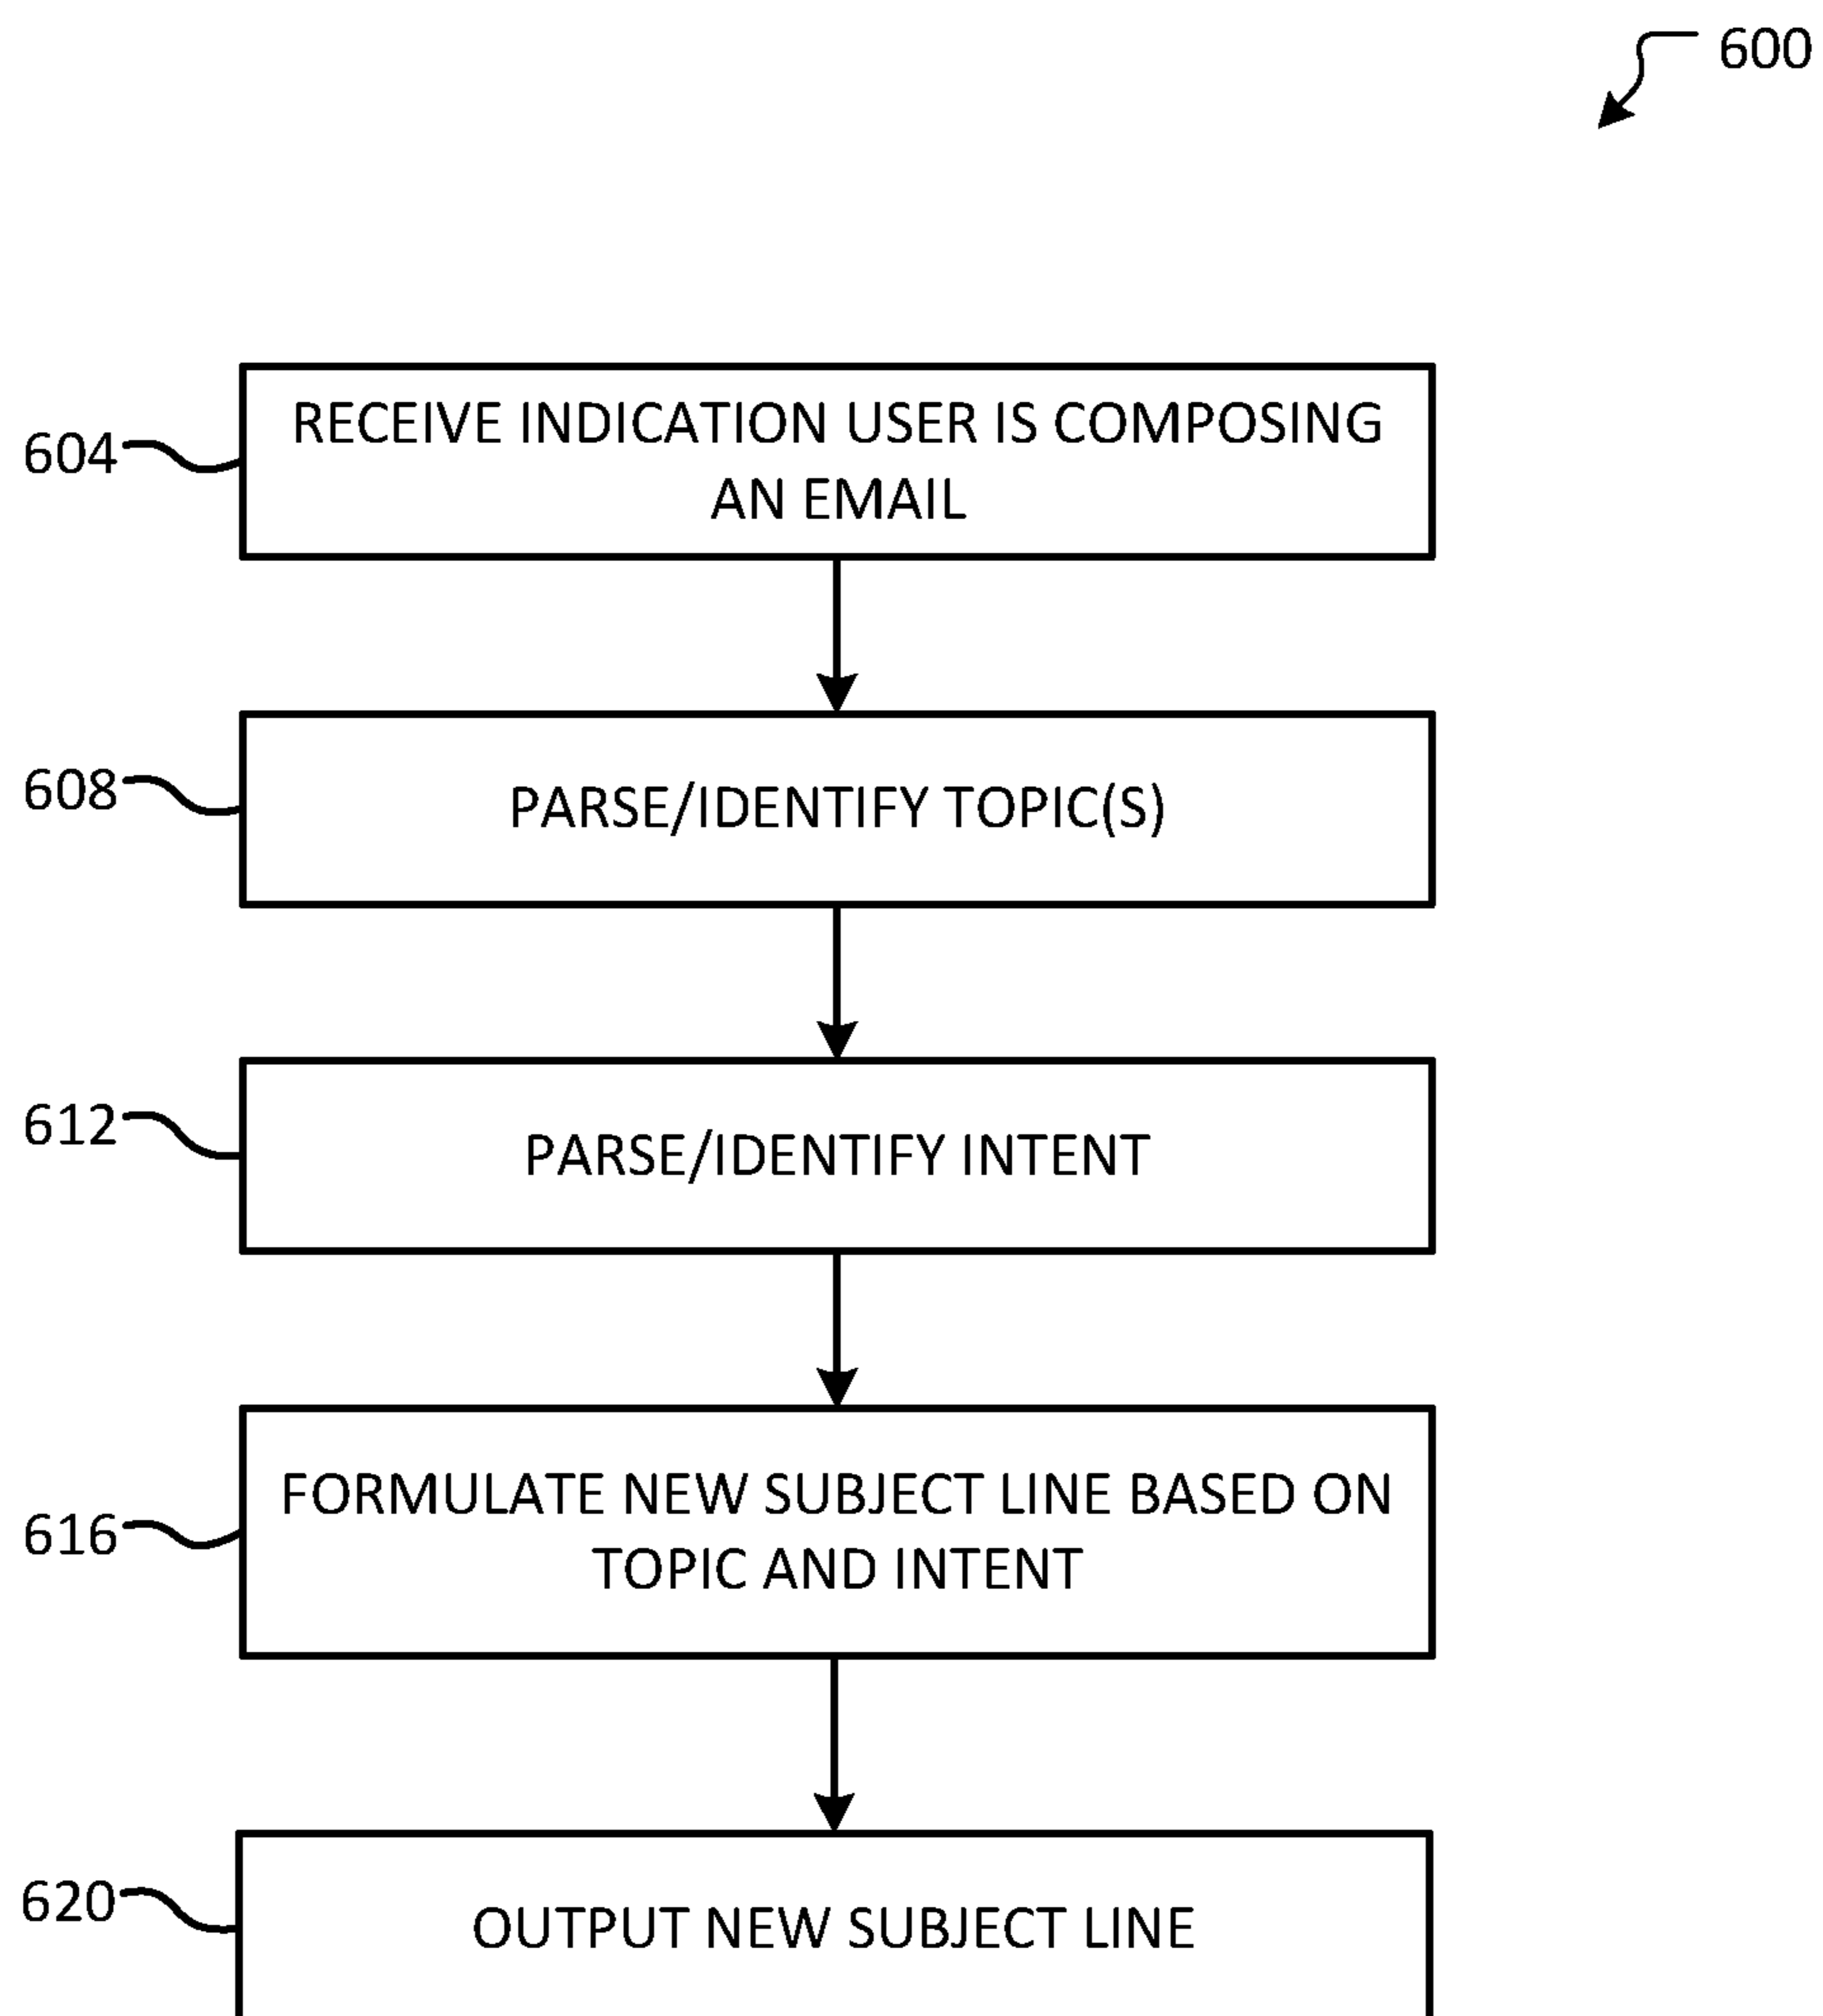 600
604
RECEIVE INDICATION USER IS COMPOSING
AN EMAIL
608
PARSE/IDENTIFY TOPIC(S)
612
PARSE/IDENTIFY INTENT
616
FORMULATE NEW SUBJECT LINE BASED ON
TOPIC AND INTENT
620
OUTPUT NEW SUBJECT LINE